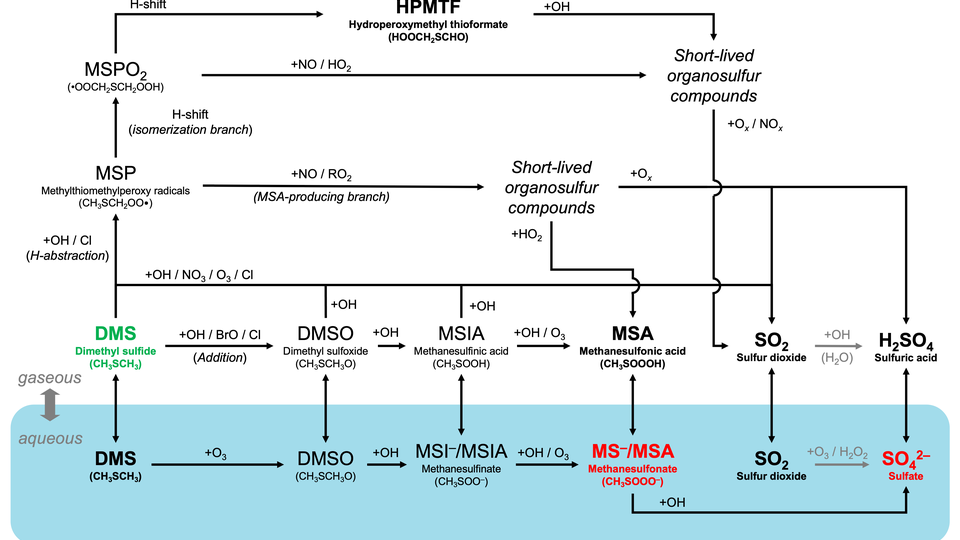 H-shift
HPMTF
Hydroperoxymethyl thioformate
(HOOCH₂SCHO)
+OH
Short-lived
organosulfur
compounds
MSPO₂
(•OOCH₂SCH₂OOH)
+NO / HO₂
H-shift
(isomerization branch)
+Oₓ / NOₓ
MSP
Methylthiomethylperoxy radicals
(CH₃SCH₂OO•)
+NO / RO₂
(MSA-producing branch)
Short-lived
organosulfur
compounds
+Oₓ
+HO₂
+OH / Cl
(H-abstraction)
+OH / NO₃ / O₃ / Cl
+OH
+OH
DMS
Dimethyl sulfide
(CH₃SCH₃)
+OH / BrO / Cl
(Addition)
DMSO
Dimethyl sulfoxide
(CH₃SCH₃O)
+OH
MSIA
Methanesulfinic acid
(CH₃SOOH)
+OH / O₃
MSA
Methanesulfonic acid
(CH₃SOOOH)
SO₂
Sulfur dioxide
+OH
(H₂O)
H₂SO₄
Sulfuric acid
gaseous
aqueous
DMS
(CH₃SCH₃)
+O₃
DMSO
(CH₃SCH₃O)
+OH
MSI⁻/MSIA
Methanesulfinate
(CH₃SOO⁻)
+OH / O₃
MS⁻/MSA
Methanesulfonate
(CH₃SOOO⁻)
SO₂
Sulfur dioxide
+O₃ / H₂O₂
SO₄²⁻
Sulfate
+OH